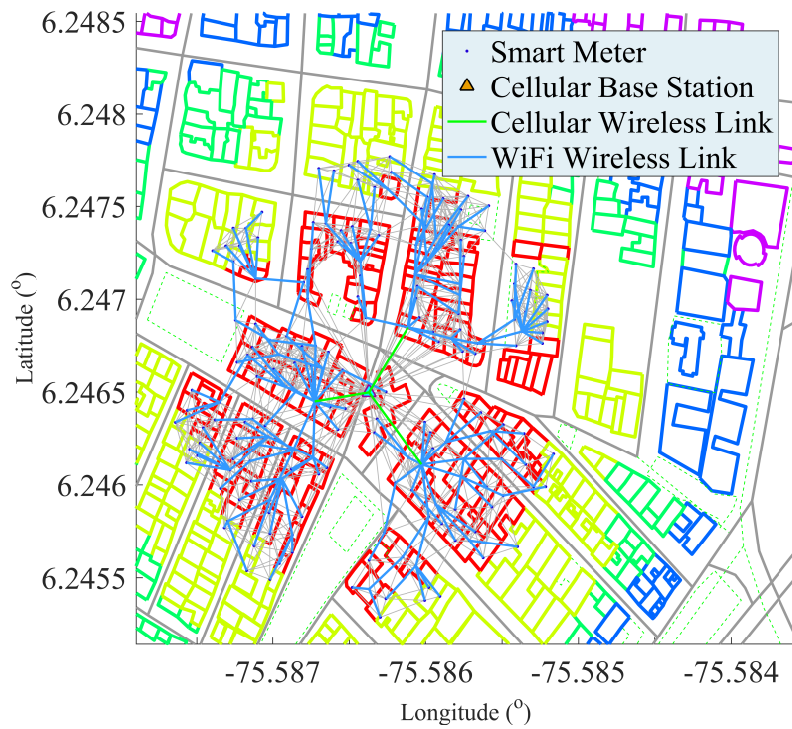 6.2485
6.248
6.2475
6.247
6.2465
6.246
6.2455
Latitude (o)
Smart Meter
Cellular Base Station
Cellular Wireless Link
WiFi Wireless Link
-75.587 -75.586 -75.585 -75.584
Longitude (o)